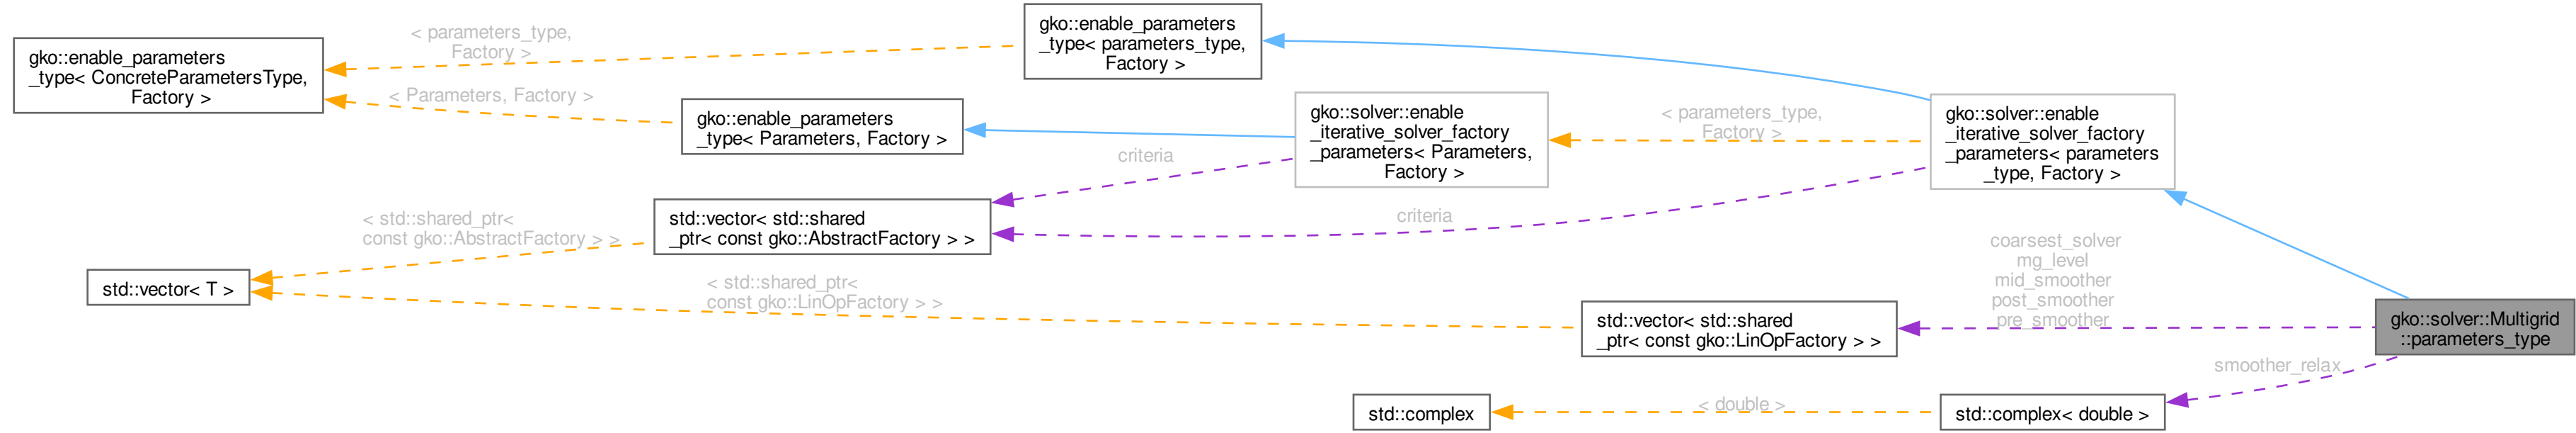 gko::enable_parameters
_type< ConcreteParametersType,
Factory >
< parameters_type,
Factory >
< Parameters, Factory >
gko::enable_parameters
_type< parameters_type,
Factory >
gko::enable_parameters
_type< Parameters, Factory >
gko::solver::enable
_iterative_solver_factory
_parameters< Parameters,
Factory >
< parameters_type,
Factory >
gko::solver::enable
_iterative_solver_factory
_parameters< parameters
_type, Factory >
criteria
criteria
std::vector< std::shared
_ptr< const gko::AbstractFactory > >
< std::shared_ptr<
const gko::AbstractFactory > >
std::vector< T >
< std::shared_ptr<
const gko::LinOpFactory > >
std::vector< std::shared
_ptr< const gko::LinOpFactory > >
coarsest_solver
mg_level
mid_smoother
post_smoother
pre_smoother
gko::solver::Multigrid
::parameters_type
smoother_relax
std::complex
< double >
std::complex< double >